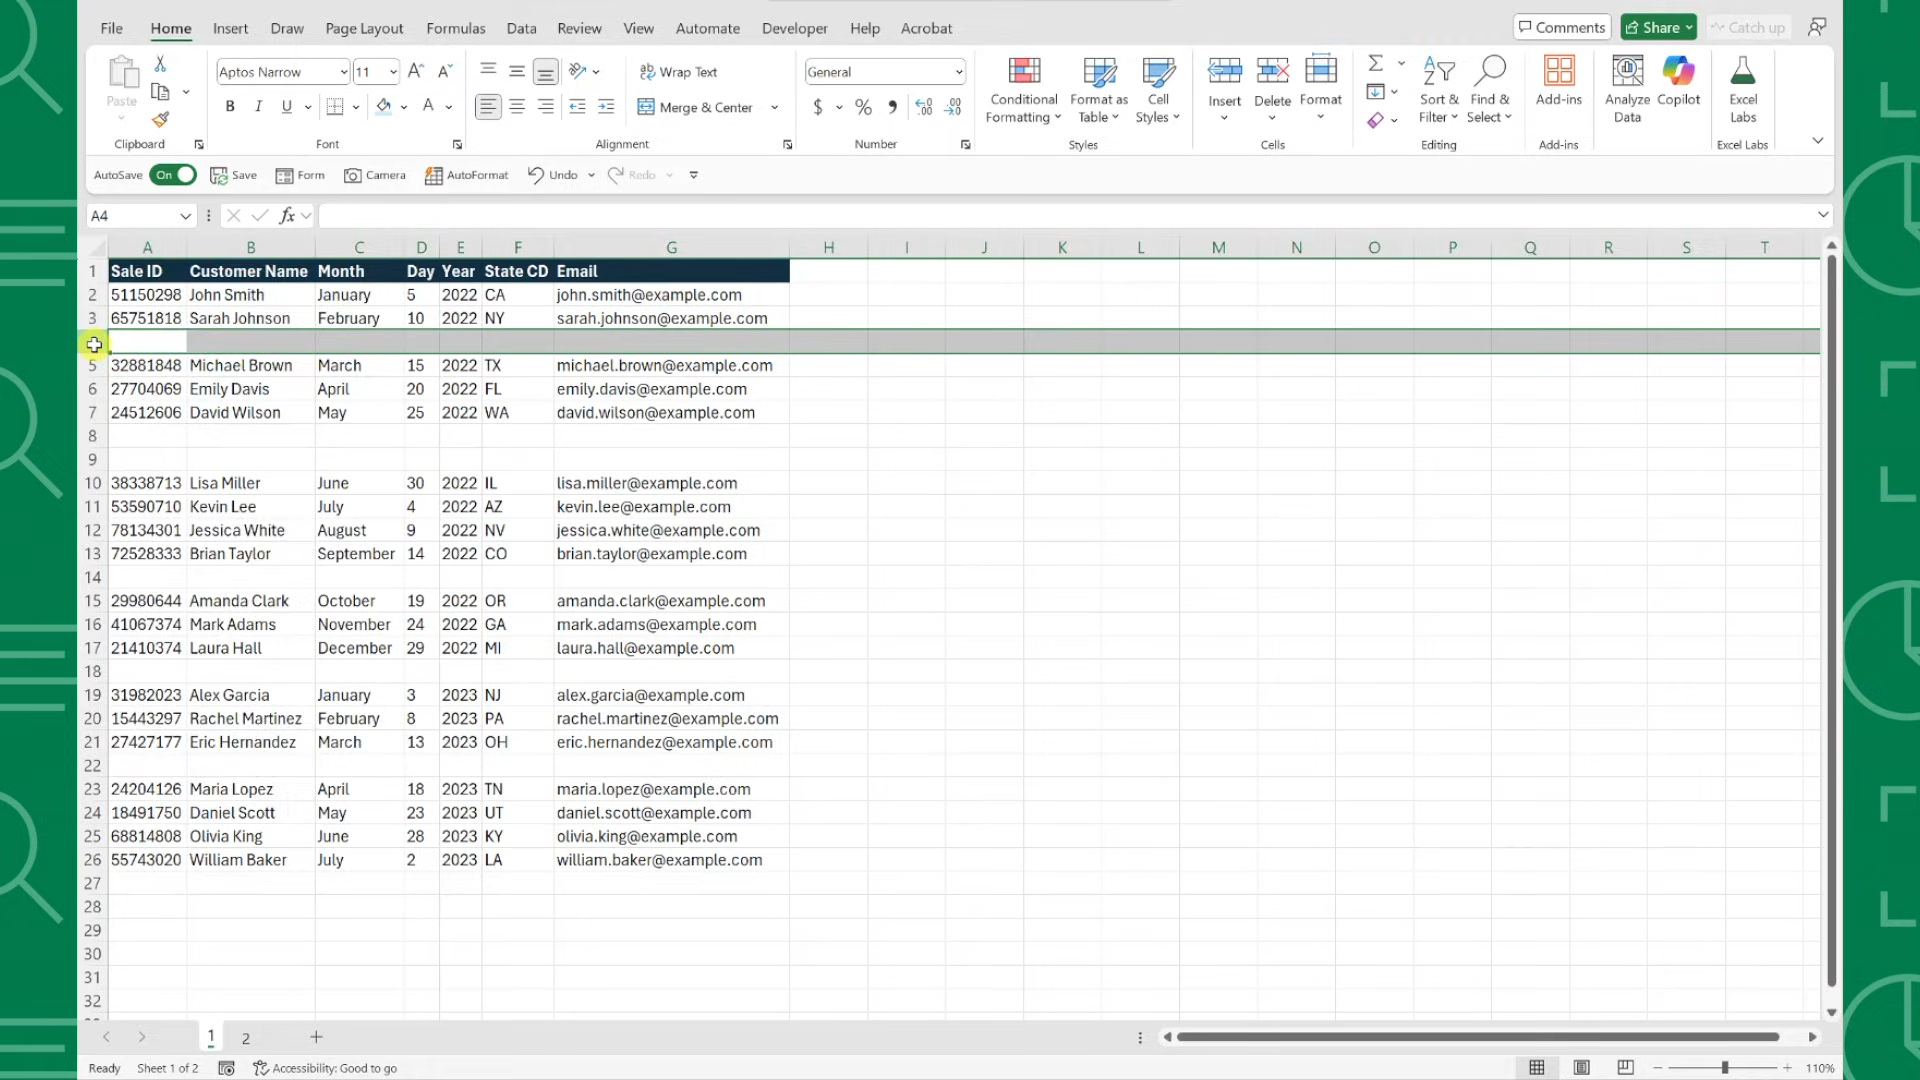 File Home Insert Draw Page Layout Formulas Data Review View Automate Developer Help Acrobat Comments Share Catch up
Paste
Clipboard
Aptos Narrow 11
B I U
Font
ab Wrap Text
Merge & Center
Alignment
General
$ %
Number
Conditional Formatting
Format as Table
Cell Styles
Styles
Insert Delete Format
Cells
Sort & Filter
Find & Select
Editing
Add-ins
Add-ins
Analyze Data
Copilot
Excel Labs
Excel Labs
AutoSave On Save Form Camera AutoFormat Undo Redo
A4 fx
A B C D E F G H I J K L M N O P Q R S T
1 Sale ID Customer Name Month Day Year State CD Email
2 51150298 John Smith January 5 2022 CA john.smith@example.com
3 65751818 Sarah Johnson February 10 2022 NY sarah.johnson@example.com
5 32881848 Michael Brown March 15 2022 TX michael.brown@example.com
6 27704069 Emily Davis April 20 2022 FL emily.davis@example.com
7 24512606 David Wilson May 25 2022 WA david.wilson@example.com
8
9
10 38338713 Lisa Miller June 30 2022 IL lisa.miller@example.com
11 53590710 Kevin Lee July 4 2022 AZ kevin.lee@example.com
12 78134301 Jessica White August 9 2022 NV jessica.white@example.com
13 72528333 Brian Taylor September 14 2022 CO brian.taylor@example.com
14
15 29980644 Amanda Clark October 19 2022 OR amanda.clark@example.com
16 41067374 Mark Adams November 24 2022 GA mark.adams@example.com
17 21410374 Laura Hall December 29 2022 MI laura.hall@example.com
18
19 31982023 Alex Garcia January 3 2023 NJ alex.garcia@example.com
20 15443297 Rachel Martinez February 8 2023 PA rachel.martinez@example.com
21 27427177 Eric Hernandez March 13 2023 OH eric.hernandez@example.com
22
23 24204126 Maria Lopez April 18 2023 TN maria.lopez@example.com
24 18491750 Daniel Scott May 23 2023 UT daniel.scott@example.com
25 68814808 Olivia King June 28 2023 KY olivia.king@example.com
26 55743020 William Baker July 2 2023 LA william.baker@example.com
27
28
29
30
31
32
1 2
Ready Sheet 1 of 2 Accessibility: Good to go 110%